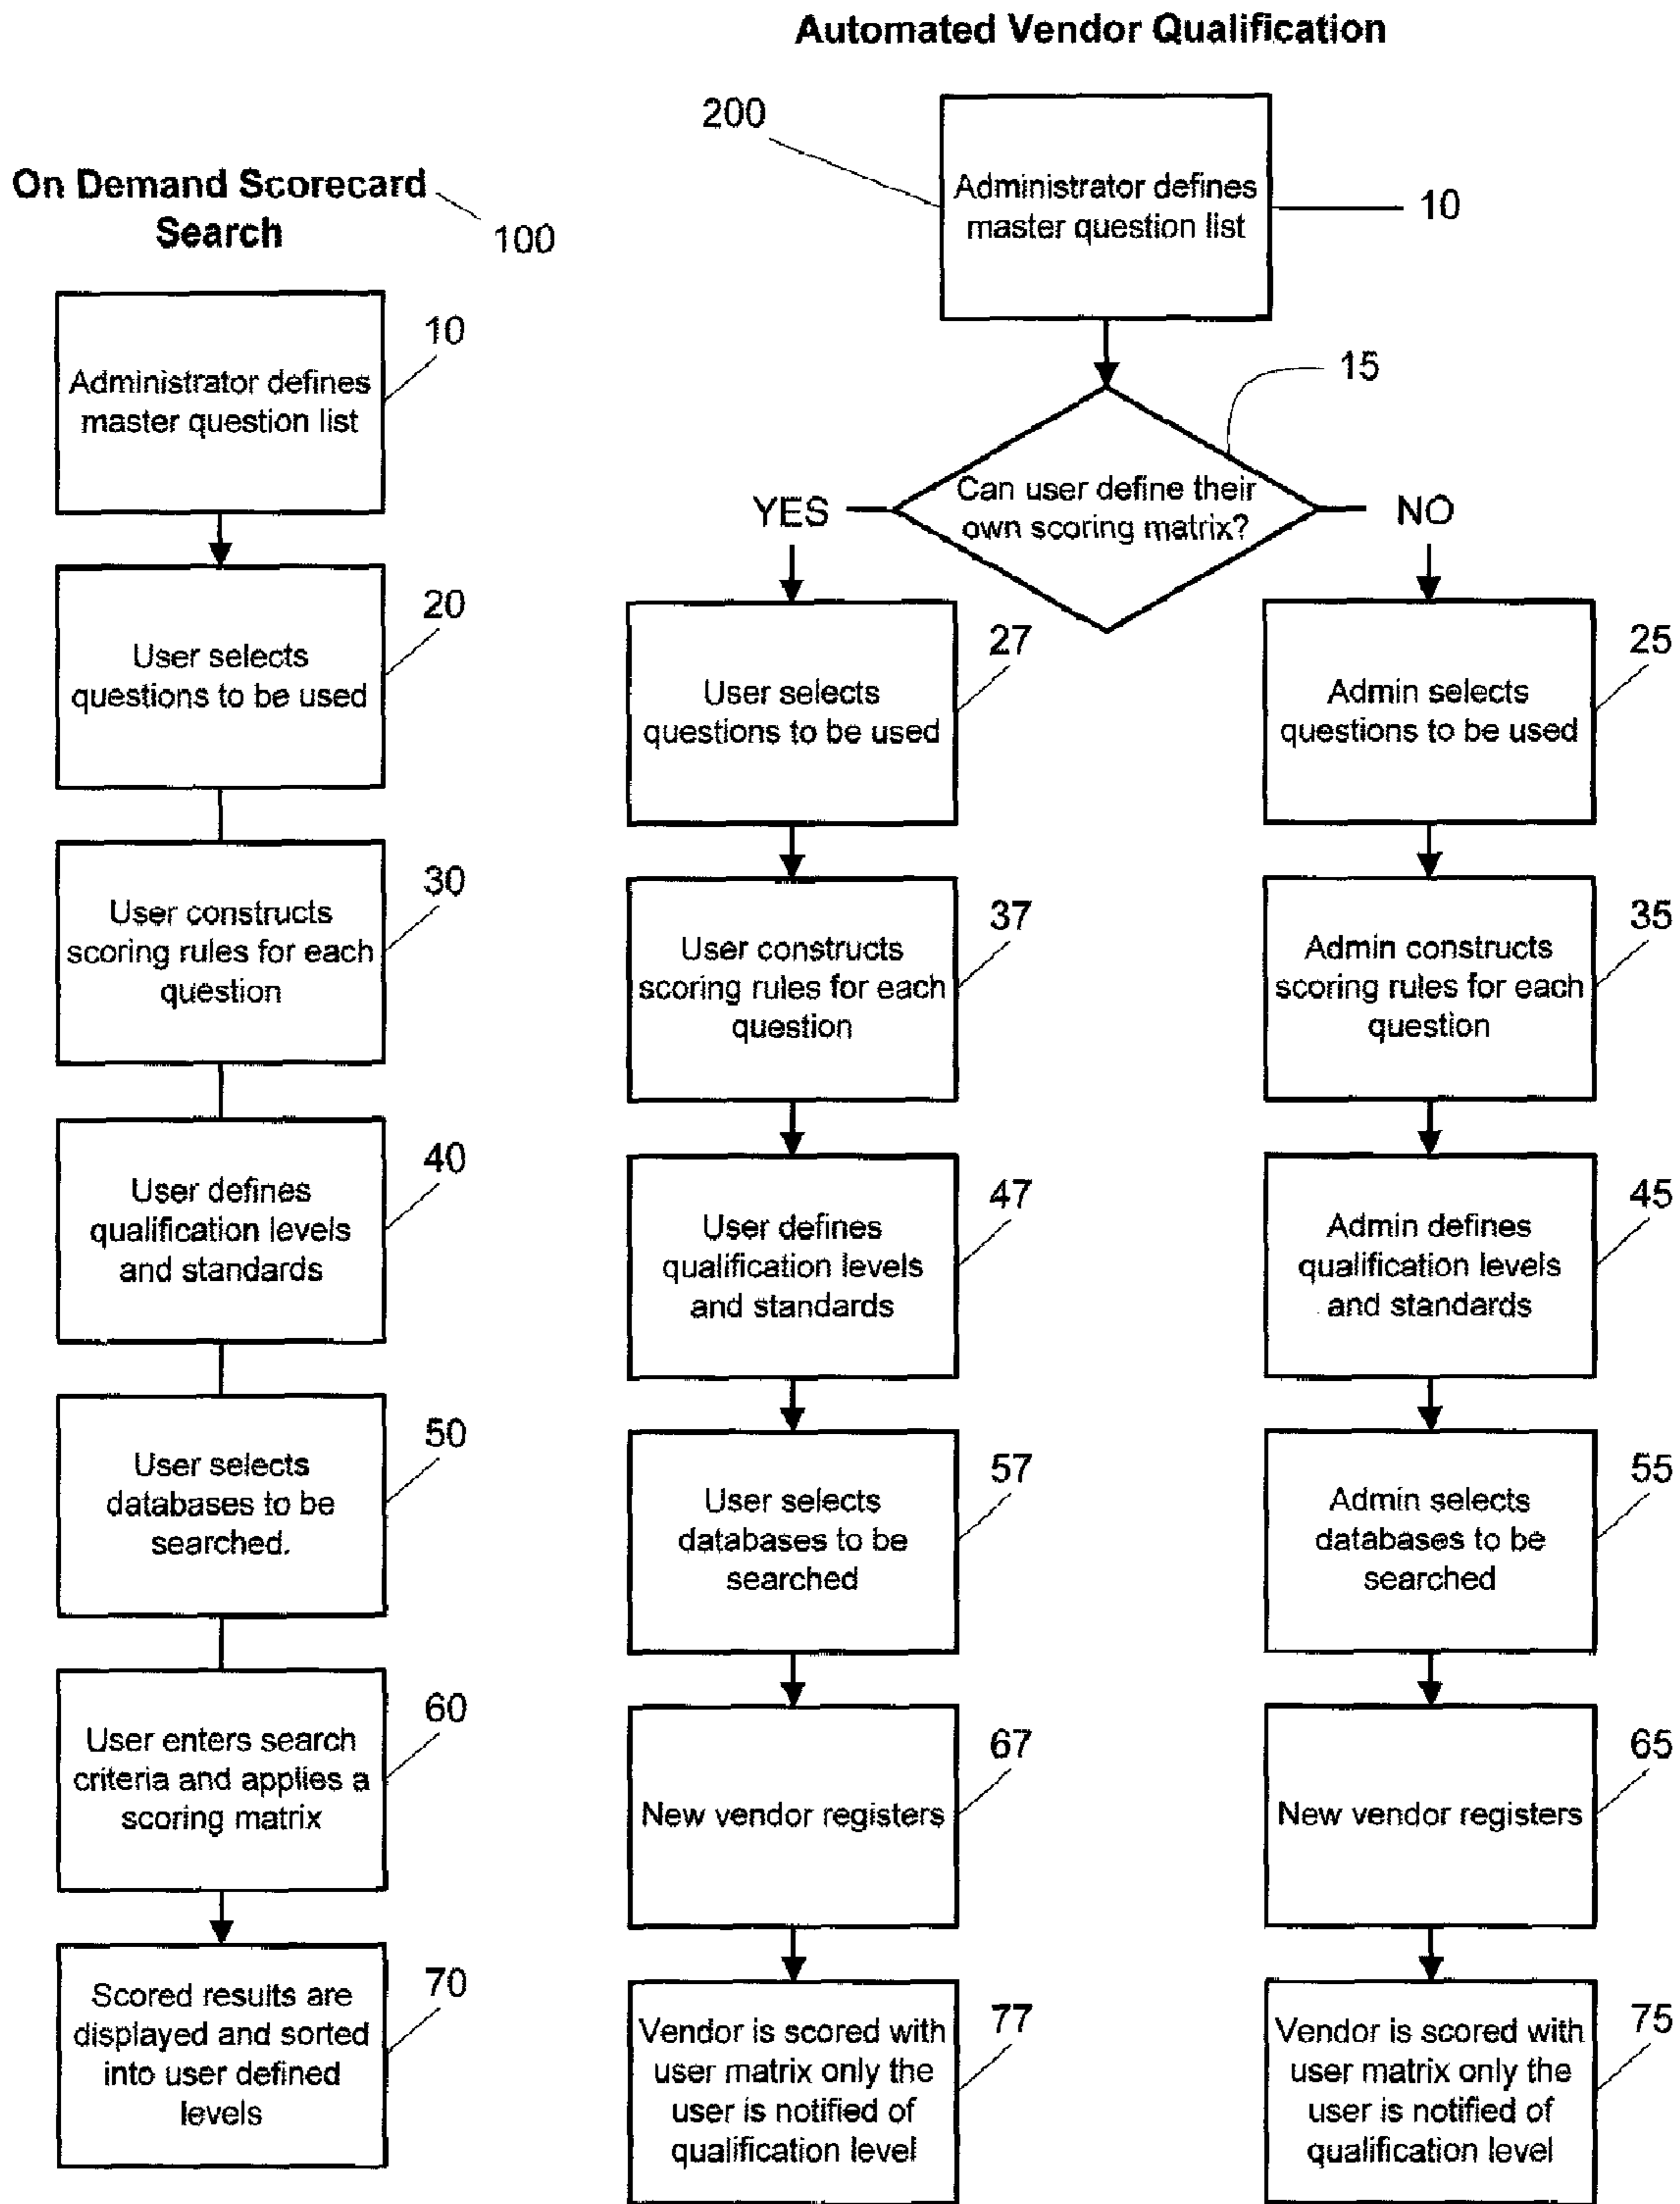 Automated Vendor Qualification
On Demand Scorecard
Search
100
10
Administrator defines
master question list
20
User selects
questions to be used
30
User constructs
scoring rules for each
question
40
User defines
qualification levels
and standards
50
User selects
databases to be
searched.
60
User enters search
criteria and applies a
scoring matrix
70
Scored results are
displayed and sorted
into user defined
levels
200
Administrator defines
master question list
10
15
Can user define their
own scoring matrix?
YES
NO
27
User selects
questions to be used
37
User constructs
scoring rules for each
question
47
User defines
qualification levels
and standards
57
User selects
databases to be
searched
67
New vendor registers
77
Vendor is scored with
user matrix only the
user is notified of
qualification level
25
Admin selects
questions to be used
35
Admin constructs
scoring rules for each
question
45
Admin defines
qualification levels
and standards
55
Admin selects
databases to be
searched
65
New vendor registers
75
Vendor is scored with
user matrix only the
user is notified of
qualification level